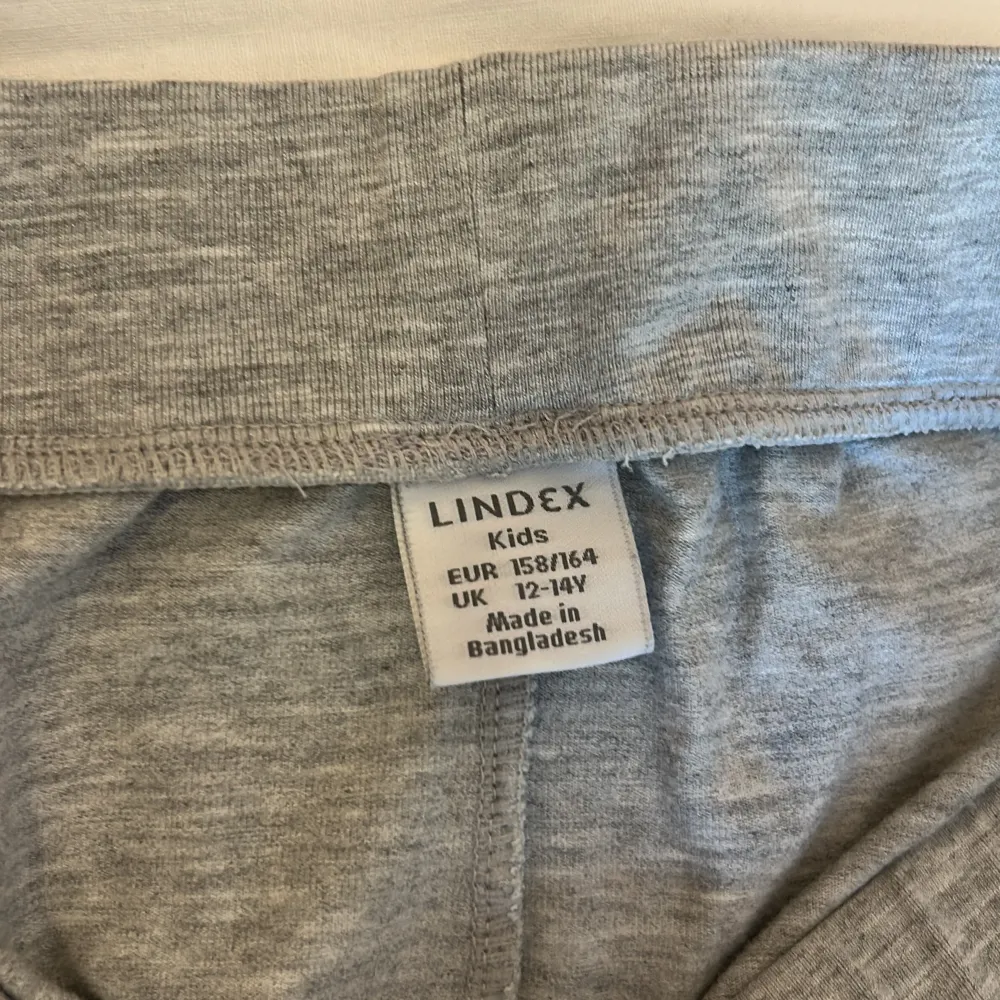 LINDEX
Kids
EUR 158/164
UK 12-14Y
Made in
Bangladesh